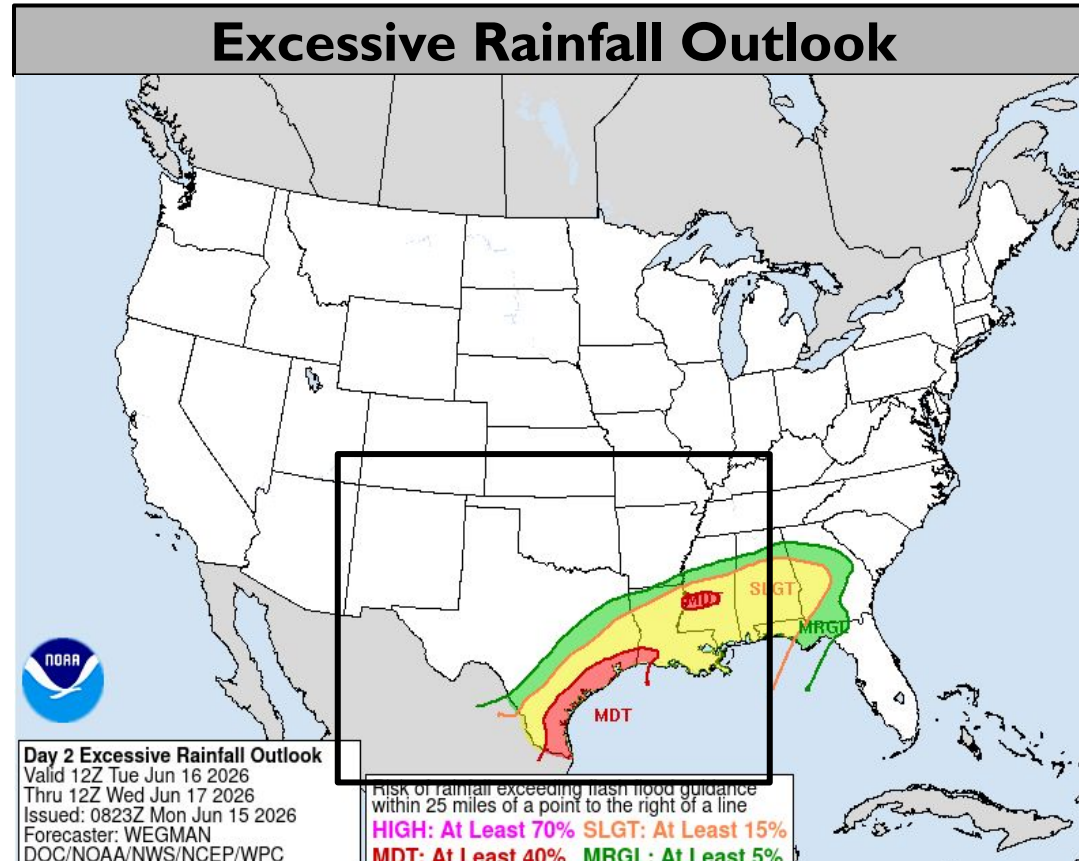 Excessive Rainfall Outlook
MDT
SLGT
MRGL
MDT
NOAA
Day 2 Excessive Rainfall Outlook
Valid 12Z Tue Jun 16 2026
Thru 12Z Wed Jun 17 2026
Issued: 0823Z Mon Jun 15 2026
Forecaster: WEGMAN
DOC/NOAA/NWS/NCEP/WPC
Risk of rainfall exceeding flash flood guidance
within 25 miles of a point to the right of a line
HIGH: At Least 70% SLGT: At Least 15%
MDT: At Least 40% MRGL: At Least 5%